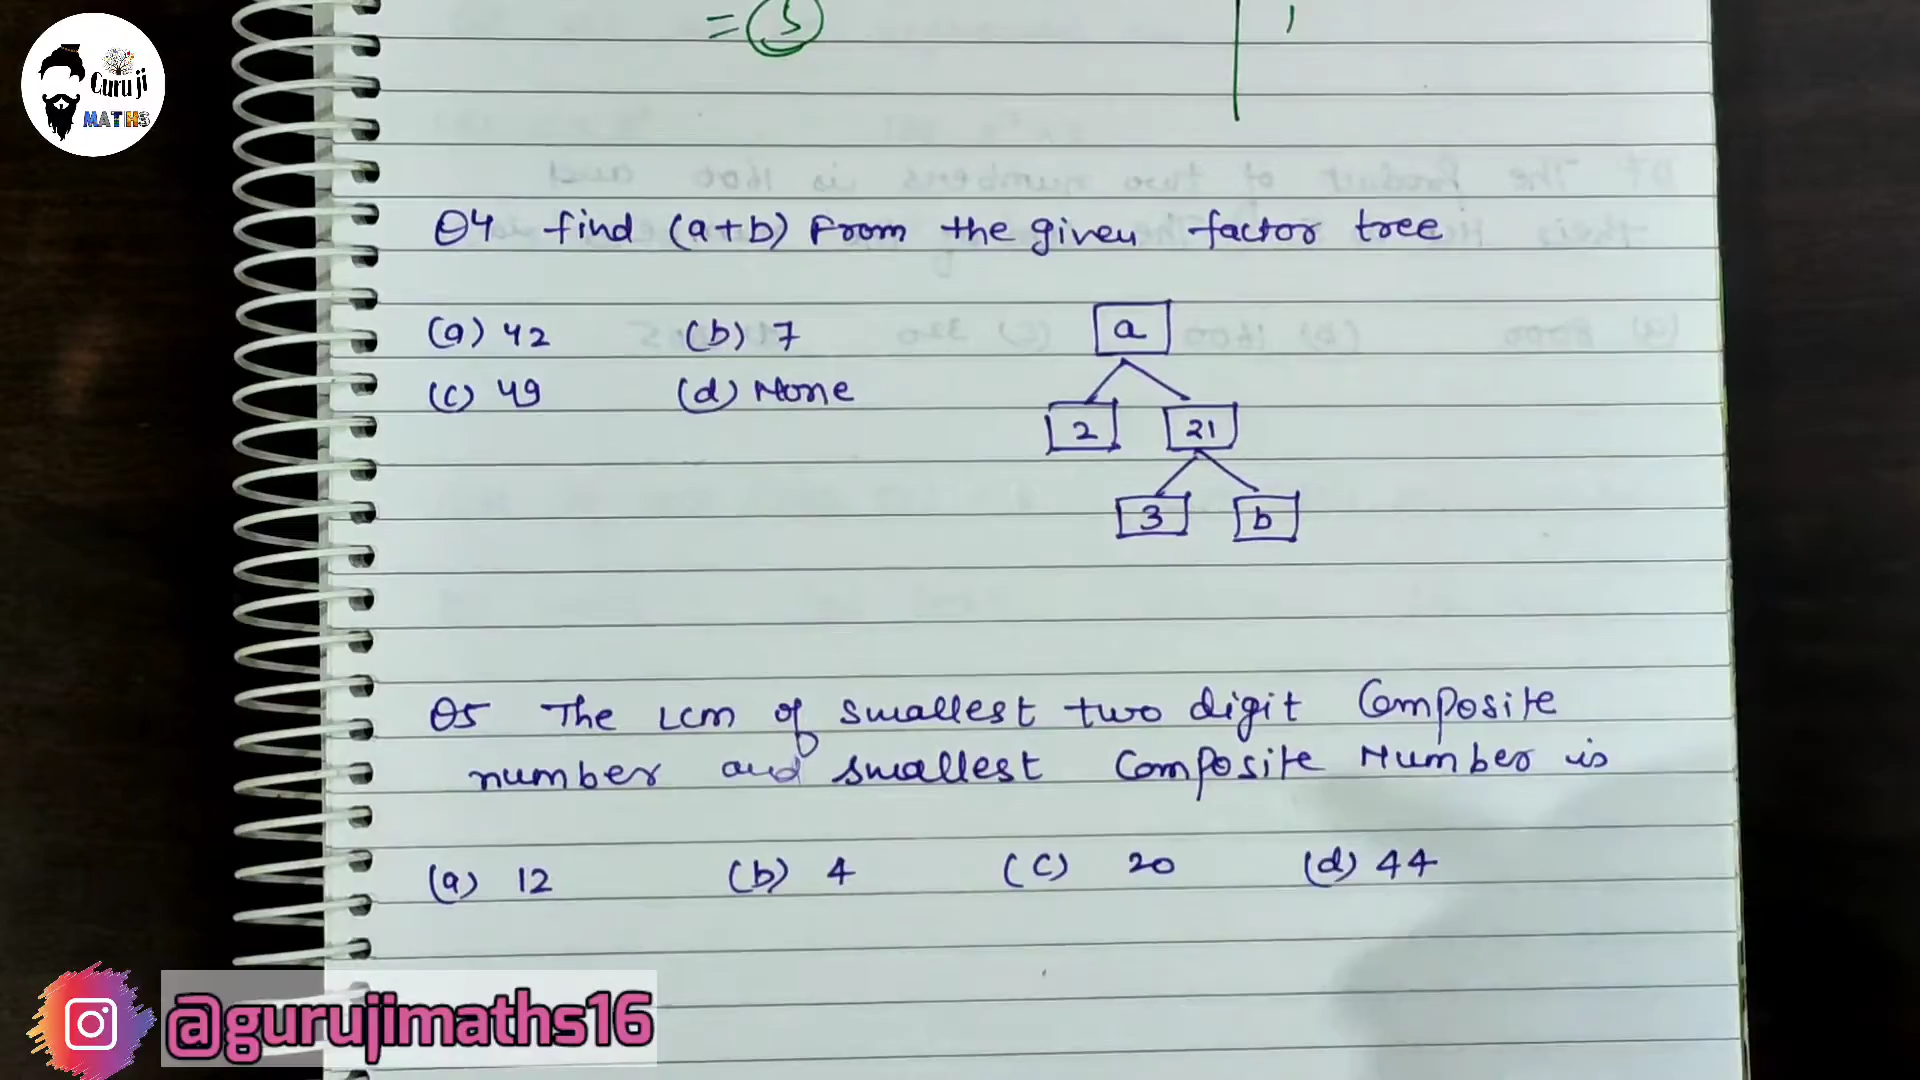 = 5
Guru ji
MATHS
Q4 find (a+b) From the given factor tree
(a) 42 (b) 7
(c) 49 (d) None
a
2 21
3 b
Q5 The LCM of smallest two digit Composite
number and smallest Composite Number is
(a) 12 (b) 4 (c) 20 (d) 44
@gurujimaths16